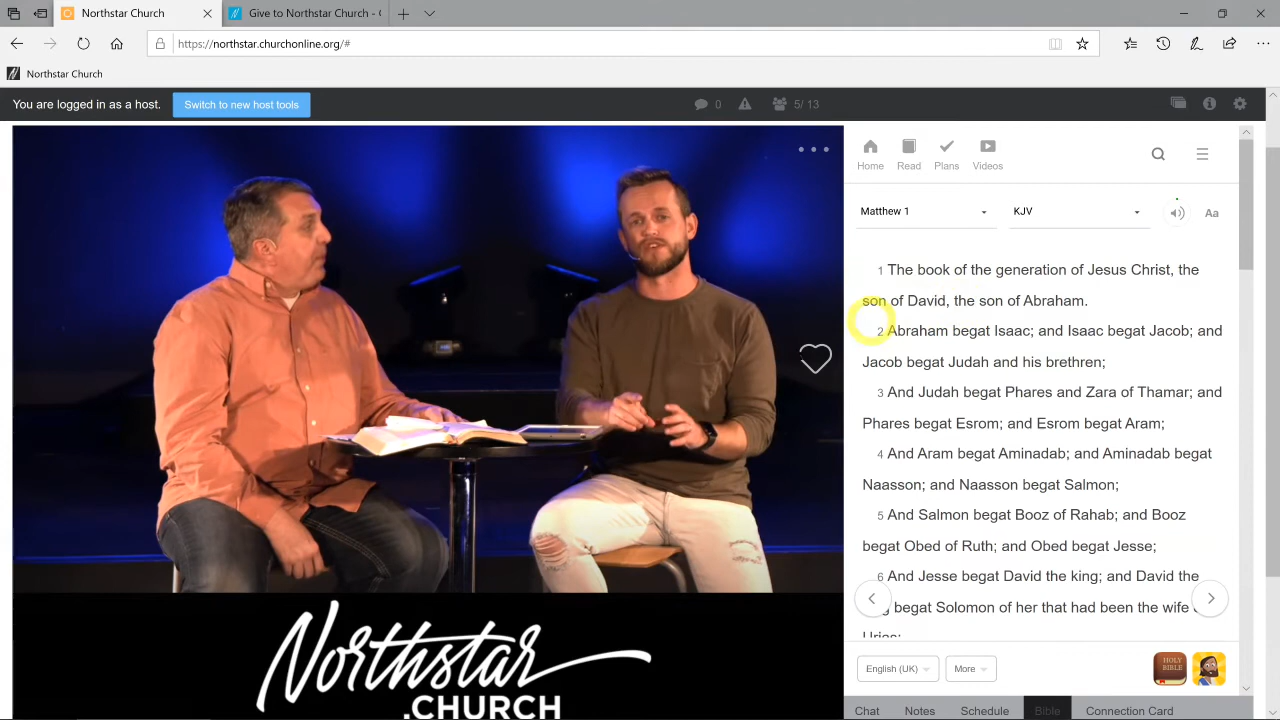 Northstar Church
Give to Northstar Church - (
https://northstar.churchonline.org/#
Northstar Church
You are logged in as a host.
Switch to new host tools
0
5/ 13
Home
Read
Plans
Videos
Matthew 1
KJV
Aa
1 The book of the generation of Jesus Christ, the
son of David, the son of Abraham.
2 Abraham begat Isaac; and Isaac begat Jacob; and
Jacob begat Judah and his brethren;
3 And Judah begat Phares and Zara of Thamar; and
Phares begat Esrom; and Esrom begat Aram;
4 And Aram begat Aminadab; and Aminadab begat
Naasson; and Naasson begat Salmon;
5 And Salmon begat Booz of Rahab; and Booz
begat Obed of Ruth; and Obed begat Jesse;
6 And Jesse begat David the king; and David the
begat Solomon of her that had been the wife
Urias;
English (UK)
More
HOLY
BIBLE
Northstar
.CHURCH
Chat
Notes
Schedule
Bible
Connection Card